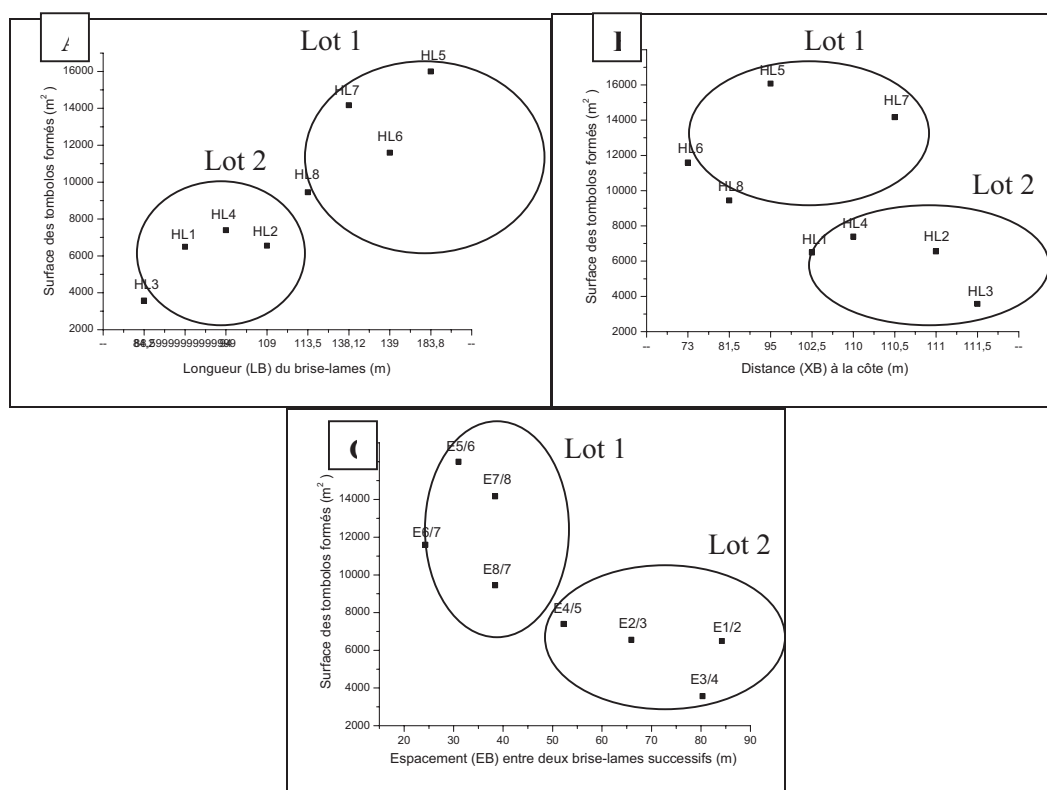 Lot 1
HL5
16000
HL7
14000
HL6
12000
Lot 2
HL8
10000
HL4
HL1
HL2
8000
6000
HL3
4000
2000
--
94
109
113,5
138,12
139
183,8
--
Surface des tombolos formés (m²)
Longueur (LB) du brise-lames (m)
Lot 1
HL5
16000
HL7
14000
HL6
12000
Lot 2
HL8
10000
HL4
HL1
HL2
8000
6000
HL3
4000
2000
--
73
81,5
95
102,5
110
110,5
111
111,5
--
Surface des tombolos formés (m²)
Distance (XB) à la côte (m)
Lot 1
E5/6
E7/8
14000
E6/7
12000
Lot 2
E8/7
10000
E4/5
8000
E2/3
E1/2
6000
E3/4
4000
2000
20
30
40
50
60
70
80
90
Surface des tombolos formés (m²)
Espacement (EB) entre deux brise-lames successifs (m)